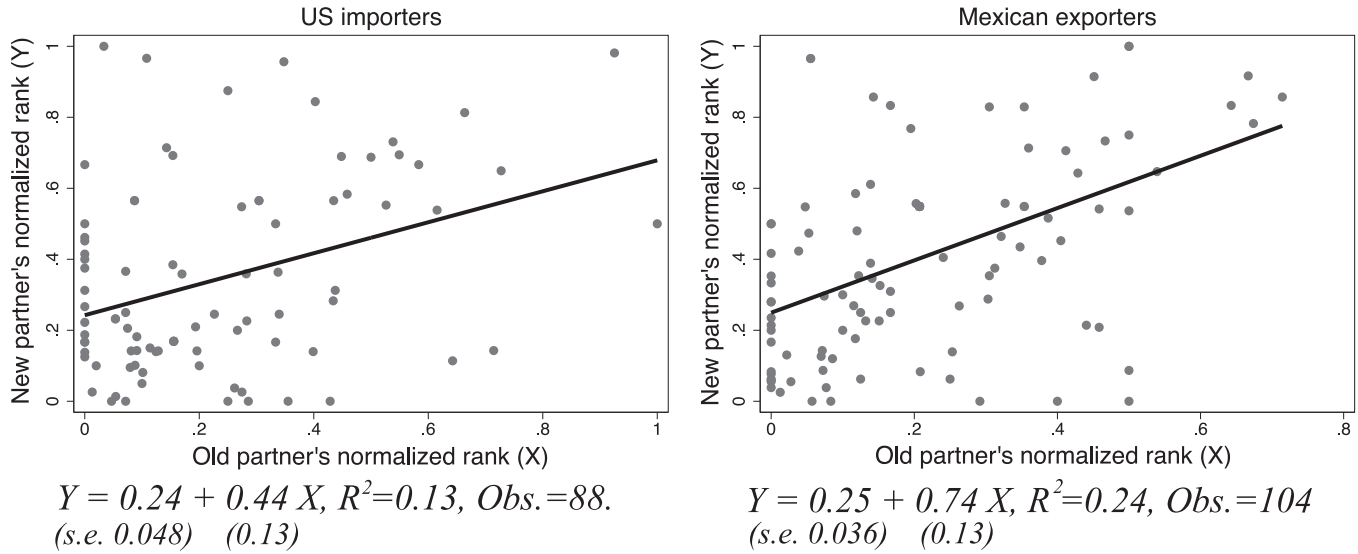 US importers
New partner's normalized rank (Y)
1
.8
.6
.4
.2
0
0 .2 .4 .6 .8 1
Old partner's normalized rank (X)
Y = 0.24 + 0.44 X, R²=0.13, Obs.=88.
(s.e. 0.048) (0.13)
Mexican exporters
New partner's normalized rank (Y)
1
.8
.6
.4
.2
0
0 .2 .4 .6 .8
Old partner's normalized rank (X)
Y = 0.25 + 0.74 X, R²=0.24, Obs.=104
(s.e. 0.036) (0.13)